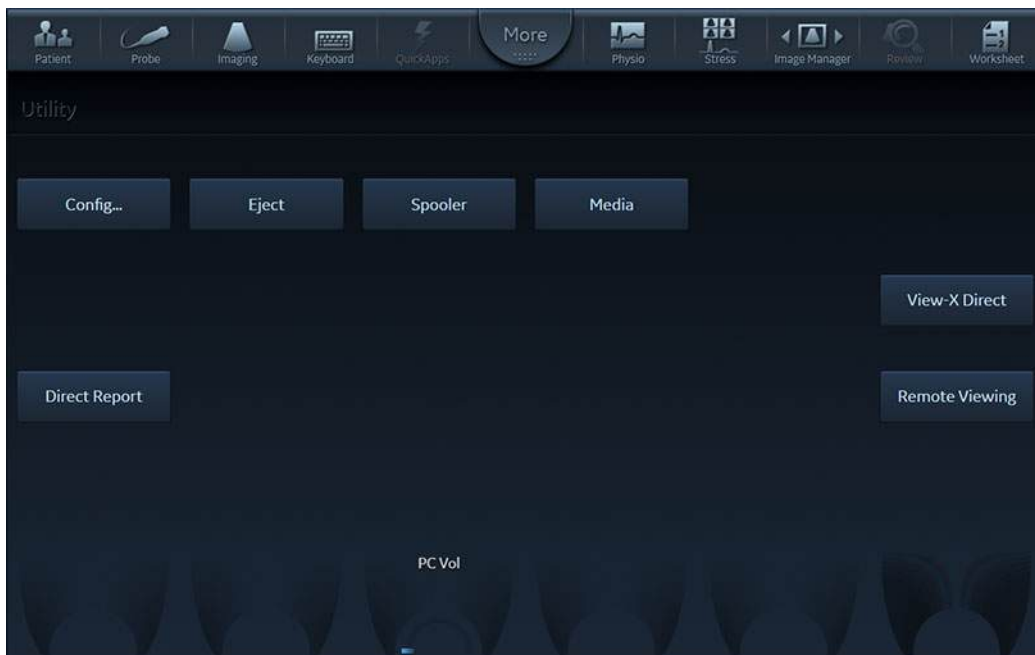 More
Patient
Probe
Imaging
Keyboard
QuickApps
Physio
Stress
Image Manager
Review
Worksheet
Utility
Config...
Eject
Spooler
Media
View-X Direct
Direct Report
Remote Viewing
PC Vol